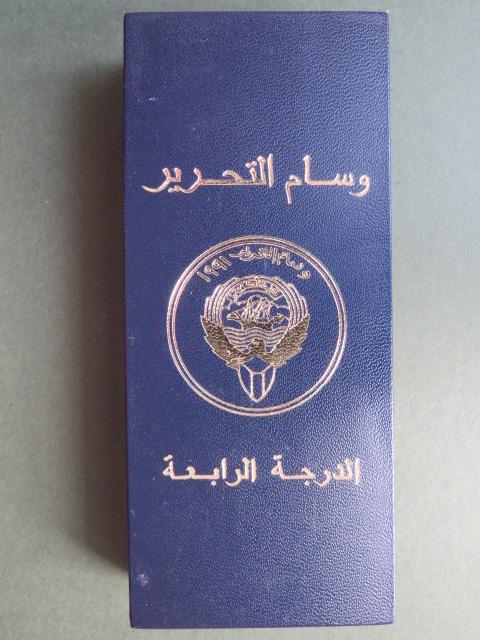 وسام التحرير
وسام التحرير ١٩٩١
الدرجة الرابعة